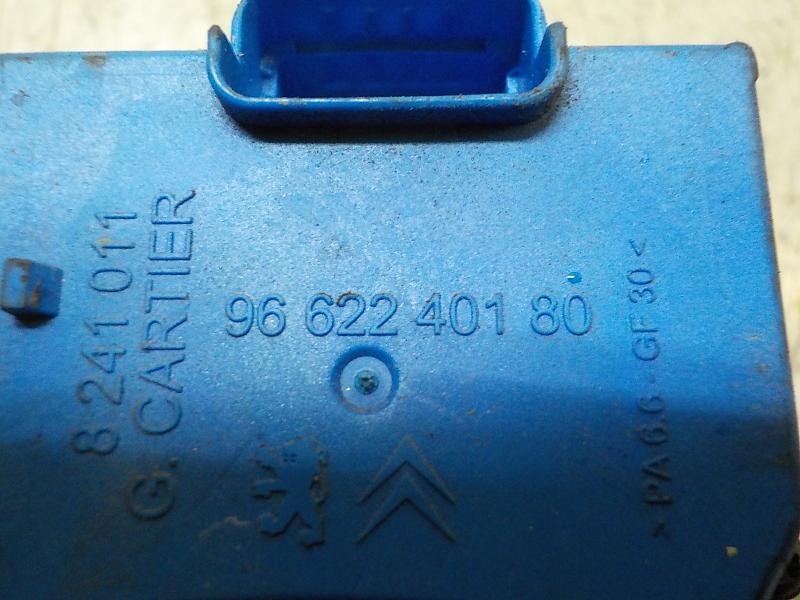 8 241 011
G. CARTIER
96 622 401 80
> PA 6.6 - GF 30 <